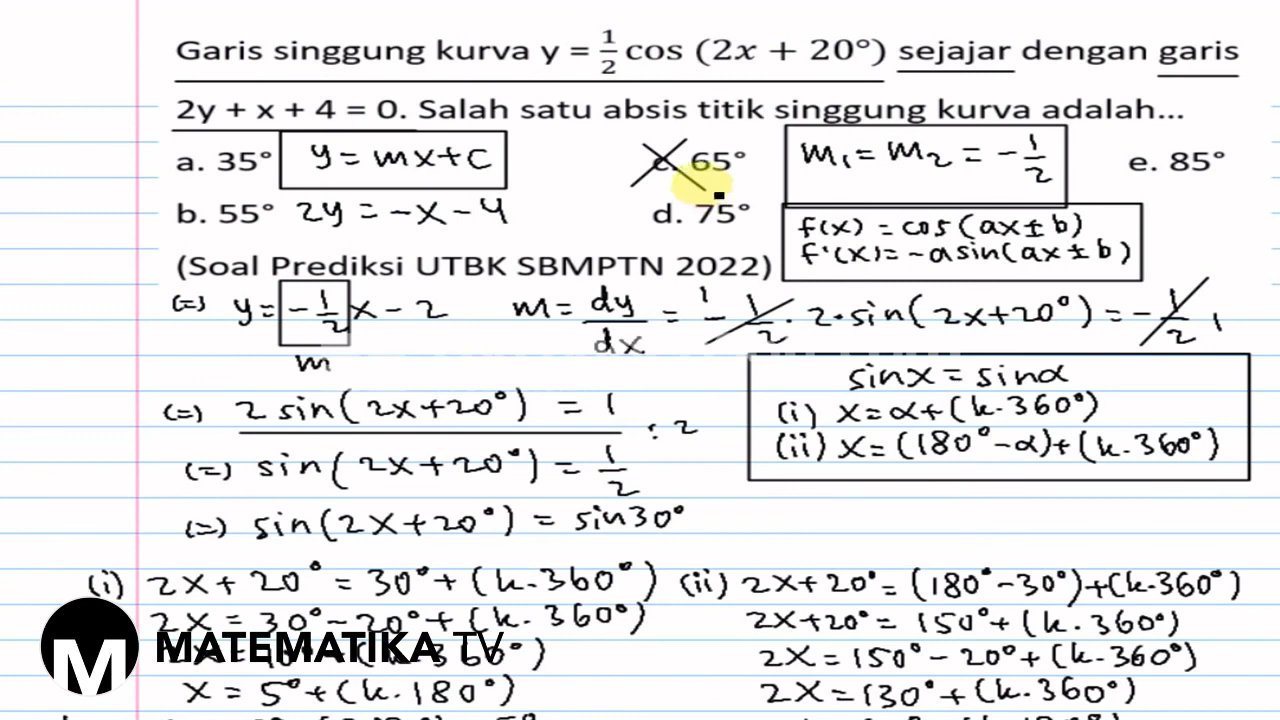 Garis singgung kurva y = 1/2 cos (2x + 20°) sejajar dengan garis
2y + x + 4 = 0. Salah satu absis titik singgung kurva adalah...
a. 35° y = mx + c c. 65° m₁ = m₂ = -1/2 e. 85°
b. 55° 2y = -x - 4 d. 75° f(x) = cos(ax ± b)
f'(x) = -a sin(ax ± b)
(Soal Prediksi UTBK SBMPTN 2022)
(=) y = -1/2 x - 2 m = dy/dx = -1/2 · 2 · sin(2x+20°) = -1/2
m
sinx = sinα
(=) 2 sin(2x+20°) = 1 : 2 (i) x = α + (k·360°)
(ii) x = (180° - α) + (k·360°)
(=) sin(2x+20°) = 1/2
(=) sin(2x+20°) = sin30°
(i) 2x + 20° = 30° + (k·360°) (ii) 2x+20° = (180° - 30°) + (k·360°)
2x = 30° - 20° + (k·360°) 2x+20° = 150° + (k·360°)
MATEMATIKA TV
2x = 150° - 20° + (k·360°)
x = 5° + (k·180°) 2x = 130° + (k·360°)